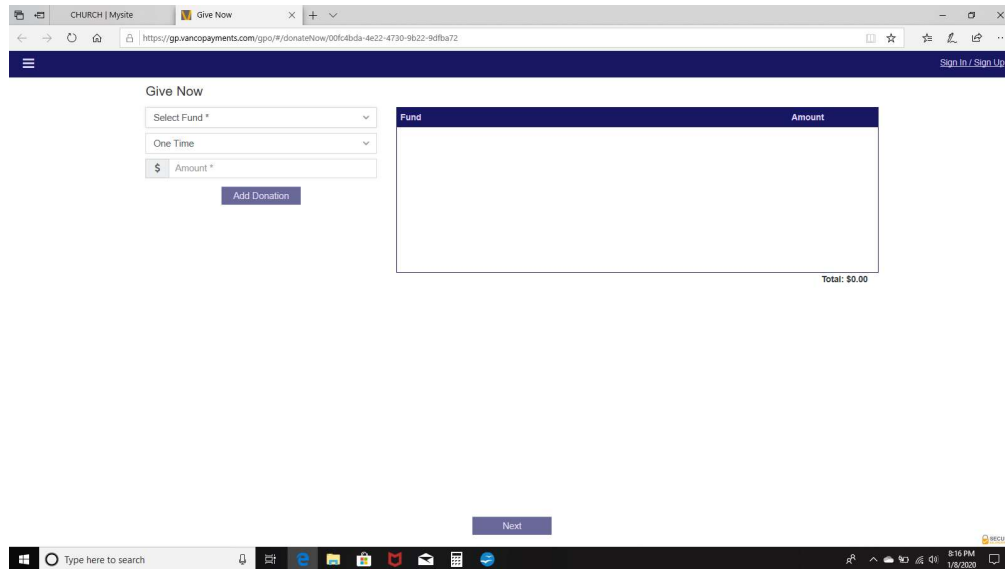 CHURCH | Mysite
Give Now
https://gp.vancopayments.com/gpo/#/donateNow/00fc4bda-4e22-4730-9b22-9dfba72
Sign In / Sign Up
Give Now
Select Fund *
One Time
$ Amount *
Add Donation
Fund Amount
Total: $0.00
Next
SECU
Type here to search
8:16 PM
1/8/2020